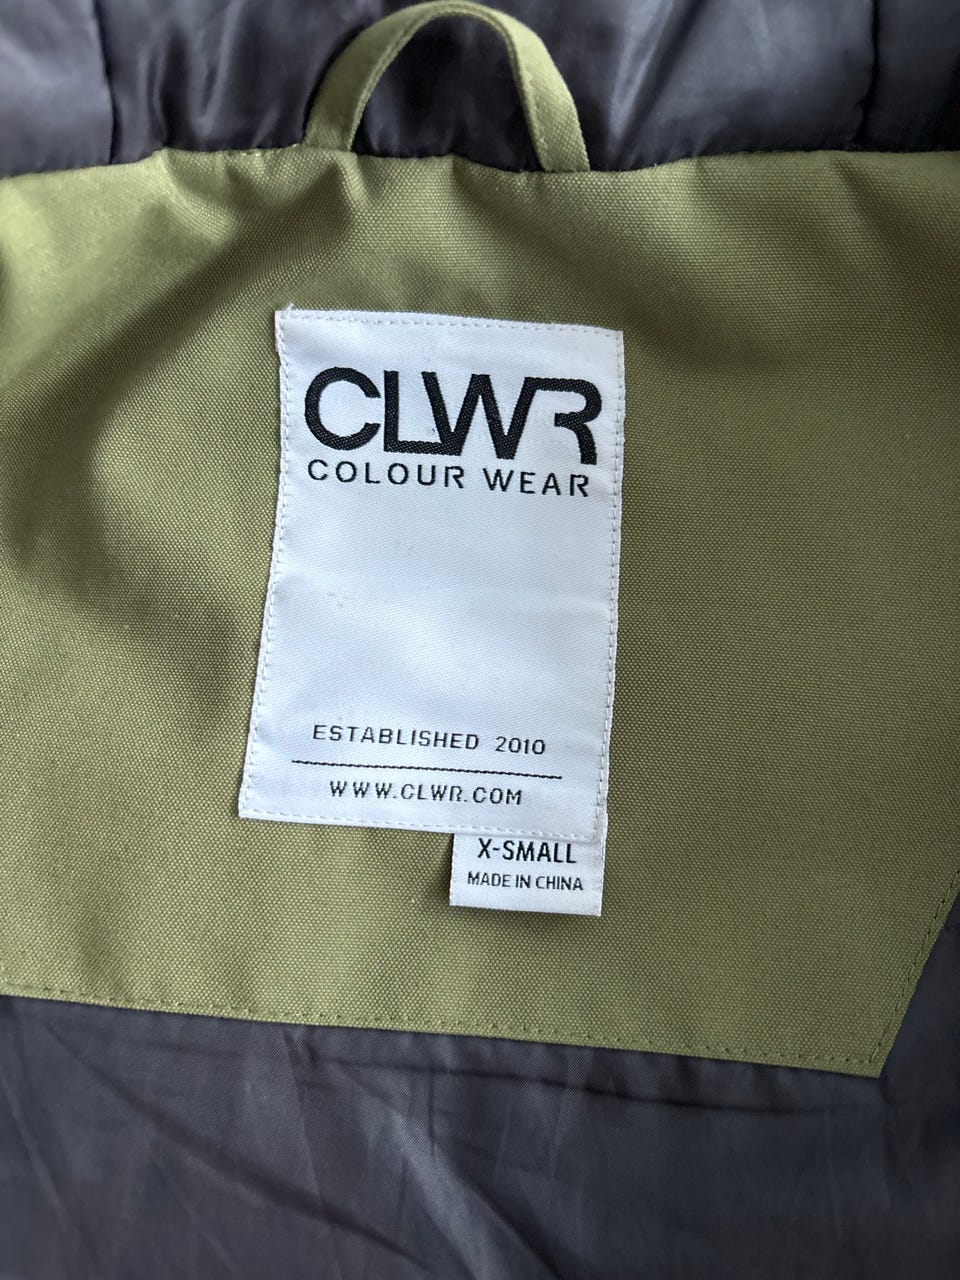 CLWR
COLOUR WEAR
ESTABLISHED 2010
WWW.CLWR.COM
X-SMALL
MADE IN CHINA